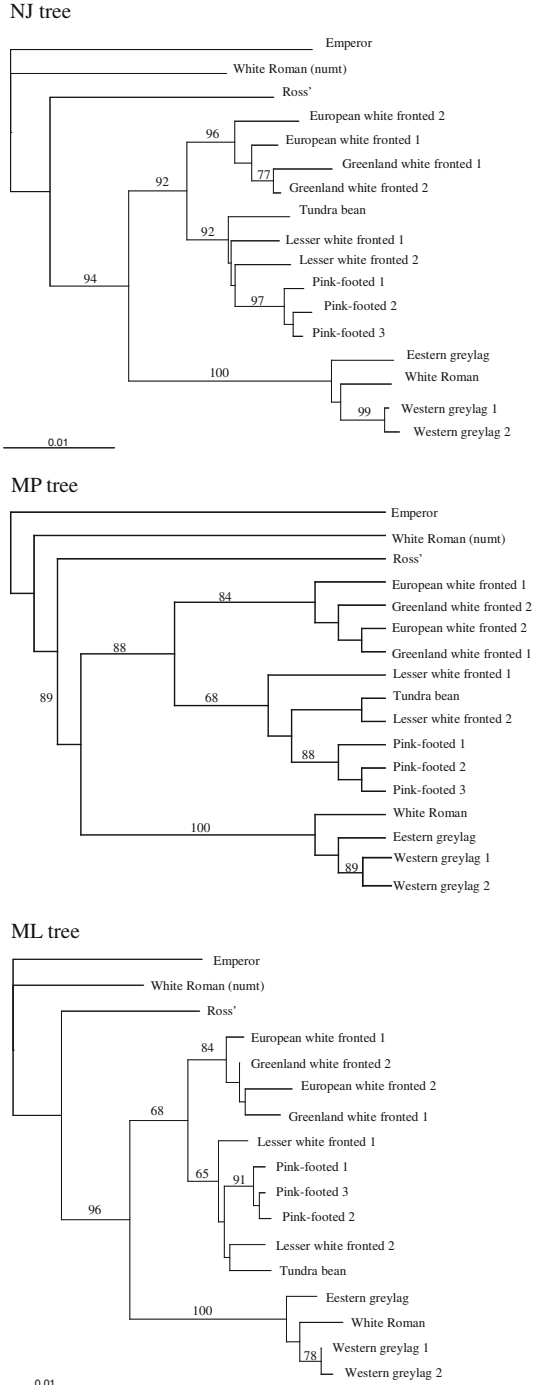 NJ tree
Emperor
White Roman (numt)
Ross'
European white fronted 2
96
European white fronted 1
Greenland white fronted 1
77
92
Greenland white fronted 2
Tundra bean
92
Lesser white fronted 1
Lesser white fronted 2
Pink-footed 1
94
97
Pink-footed 2
Pink-footed 3
Eestern greylag
100
White Roman
99
Western greylag 1
Western greylag 2
0.01
MP tree
Emperor
White Roman (numt)
Ross'
European white fronted 1
84
Greenland white fronted 2
European white fronted 2
88
Greenland white fronted 1
Lesser white fronted 1
89
68
Tundra bean
Lesser white fronted 2
Pink-footed 1
88
Pink-footed 2
Pink-footed 3
White Roman
100
Eestern greylag
Western greylag 1
89
Western greylag 2
ML tree
Emperor
White Roman (numt)
Ross'
European white fronted 1
84
Greenland white fronted 2
European white fronted 2
68
Greenland white fronted 1
Lesser white fronted 1
Pink-footed 1
65
91
Pink-footed 3
96
Pink-footed 2
Lesser white fronted 2
Tundra bean
Eestern greylag
100
White Roman
Western greylag 1
78
Western greylag 2
0.01